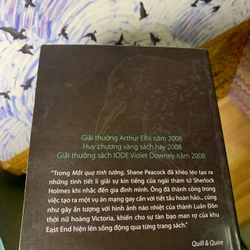 Giải thưởng Arthur Ellis năm 2008
Huy chương vàng sách hay 2008
Giải thưởng sách IODE Violet Downey năm 2008
"Trong Mắt quạ tinh tường, Shane Peacock đã khéo léo tạo ra
những tình tiết lí giải sự kín tiếng của ngài thám tử Sherlock
Holmes khi nhắc đến gia đình mình. Ông đã thành công trong
việc tạo ra một vụ án mạng gay cấn với tiết tấu hoàn hảo... cũng
như gây ấn tượng với hình ảnh náo nhiệt của thành Luân Đôn
thời nữ hoàng Victoria, khiến cho sự tàn bạo man rợ của khu
East End hiện lên sống động qua từng trang sách."
Quill & Quire